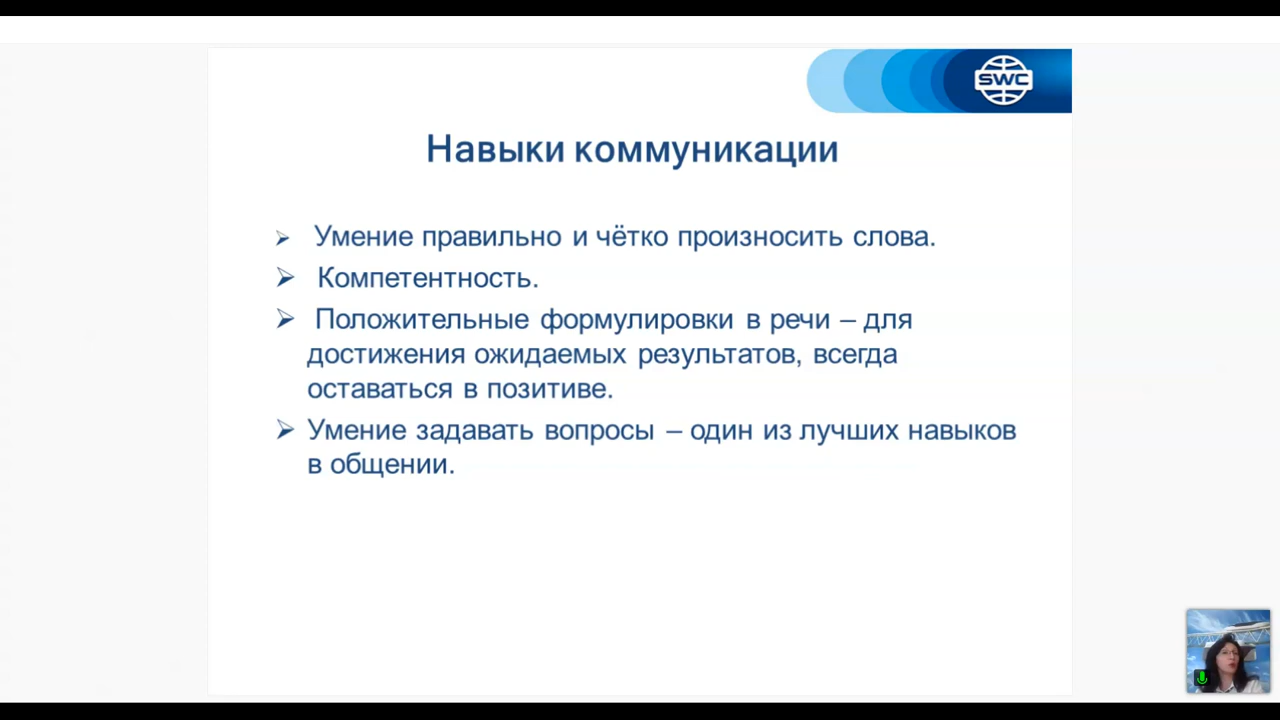 SWC
Навыки коммуникации
Умение правильно и чётко произносить слова.
Компетентность.
Положительные формулировки в речи – для
достижения ожидаемых результатов, всегда
оставаться в позитиве.
Умение задавать вопросы – один из лучших навыков
в общении.